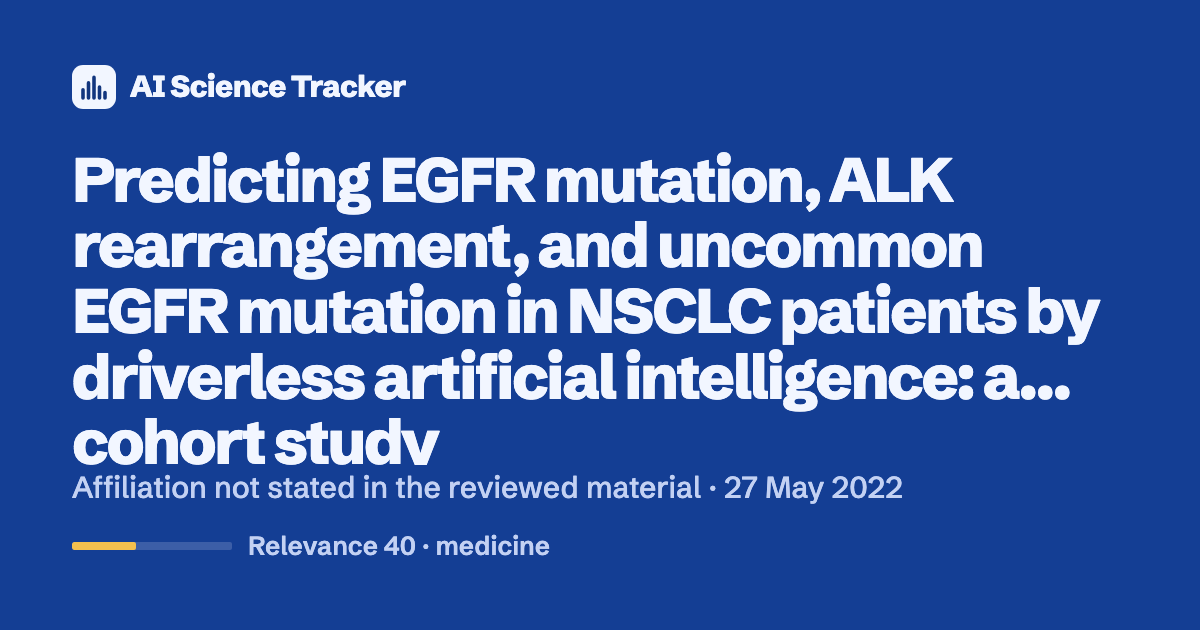 AI Science Tracker
Predicting EGFR mutation, ALK
rearrangement, and uncommon
EGFR mutation in NSCLC patients by
driverless artificial intelligence: a...
cohort study
Affiliation not stated in the reviewed material · 27 May 2022
Relevance 40 · medicine